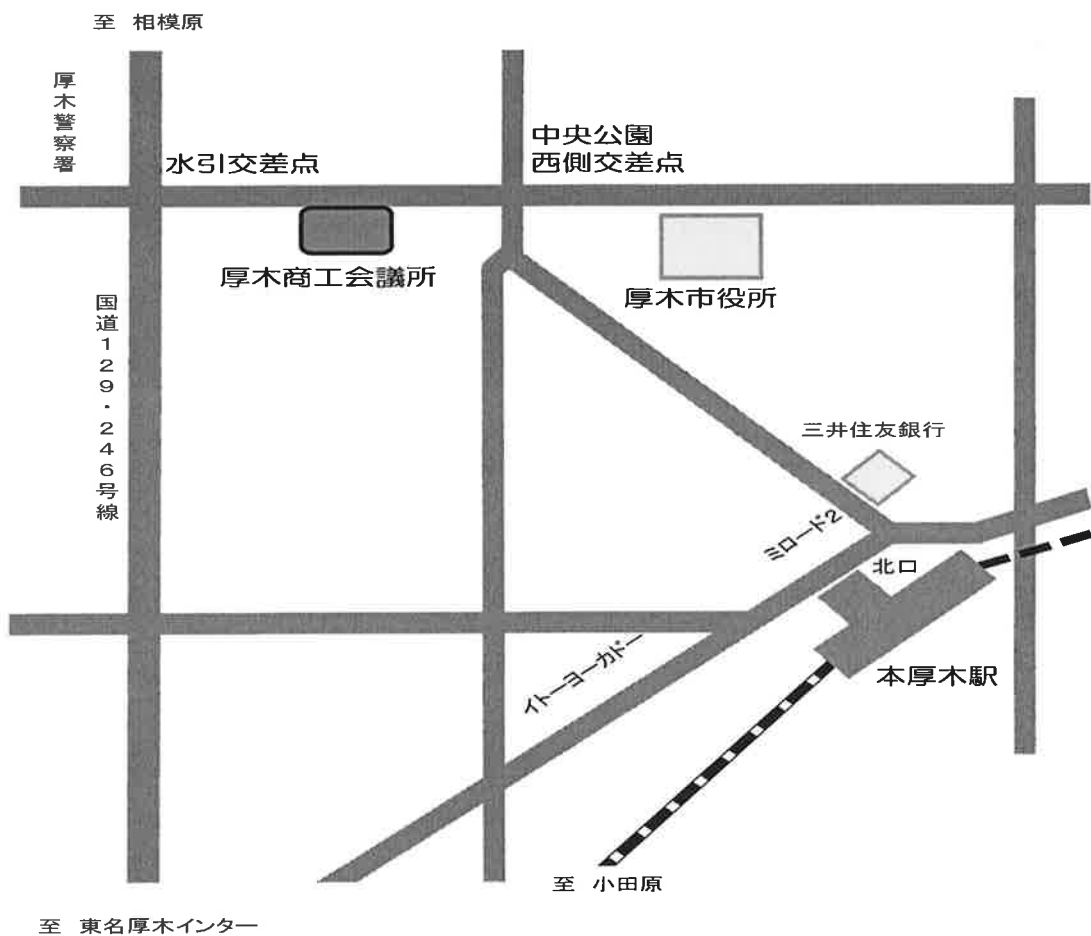 至 相模原
厚木警察署
水引交差点
中央公園
西側交差点
厚木商工会議所
厚木市役所
国道129・246号線
三井住友銀行
ミロード2
北口
イトーヨーカドー
本厚木駅
至 小田原
至 東名厚木インター